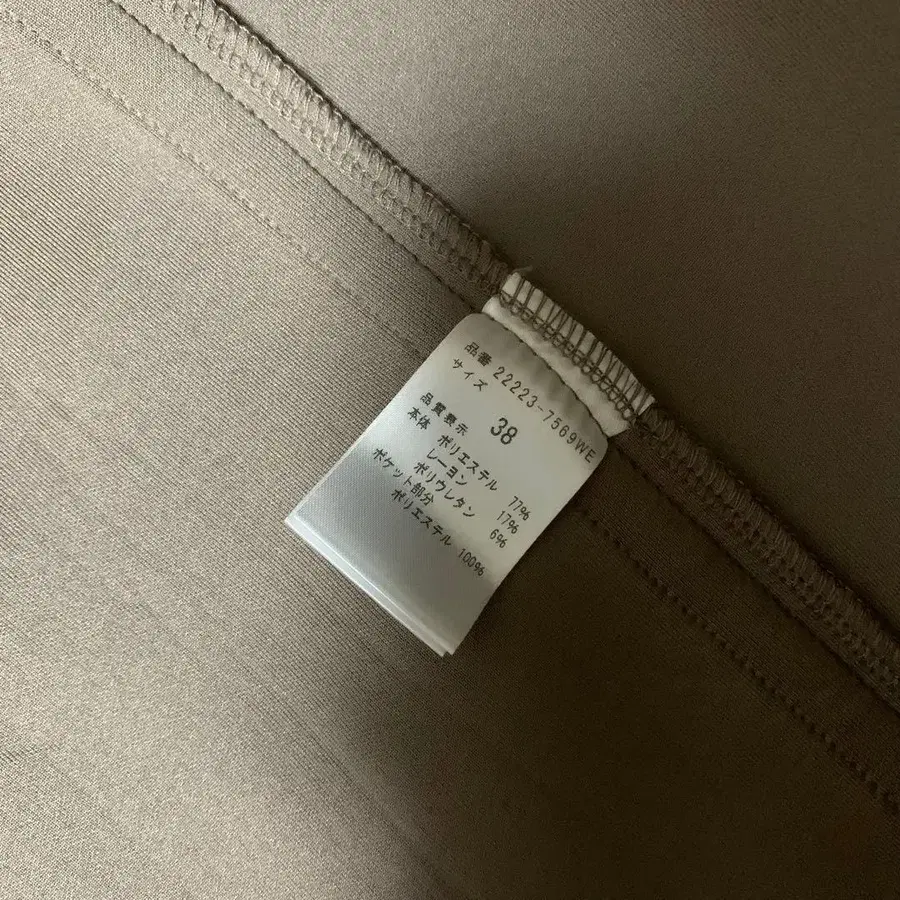 品番 22223-7569WE
サイズ
38
品質表示
本体 ポリエステル 77%
レーヨン 17%
ポリウレタン 6%
ポケット部分
ポリエステル 100%